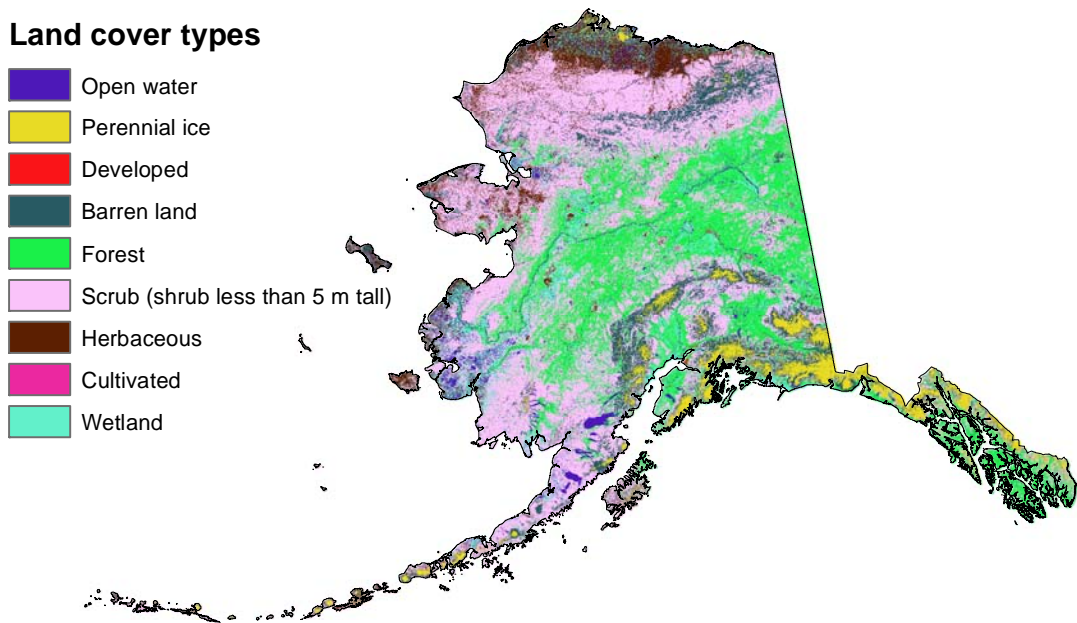 Land cover types
Open water
Perennial ice
Developed
Barren land
Forest
Scrub (shrub less than 5 m tall)
Herbaceous
Cultivated
Wetland